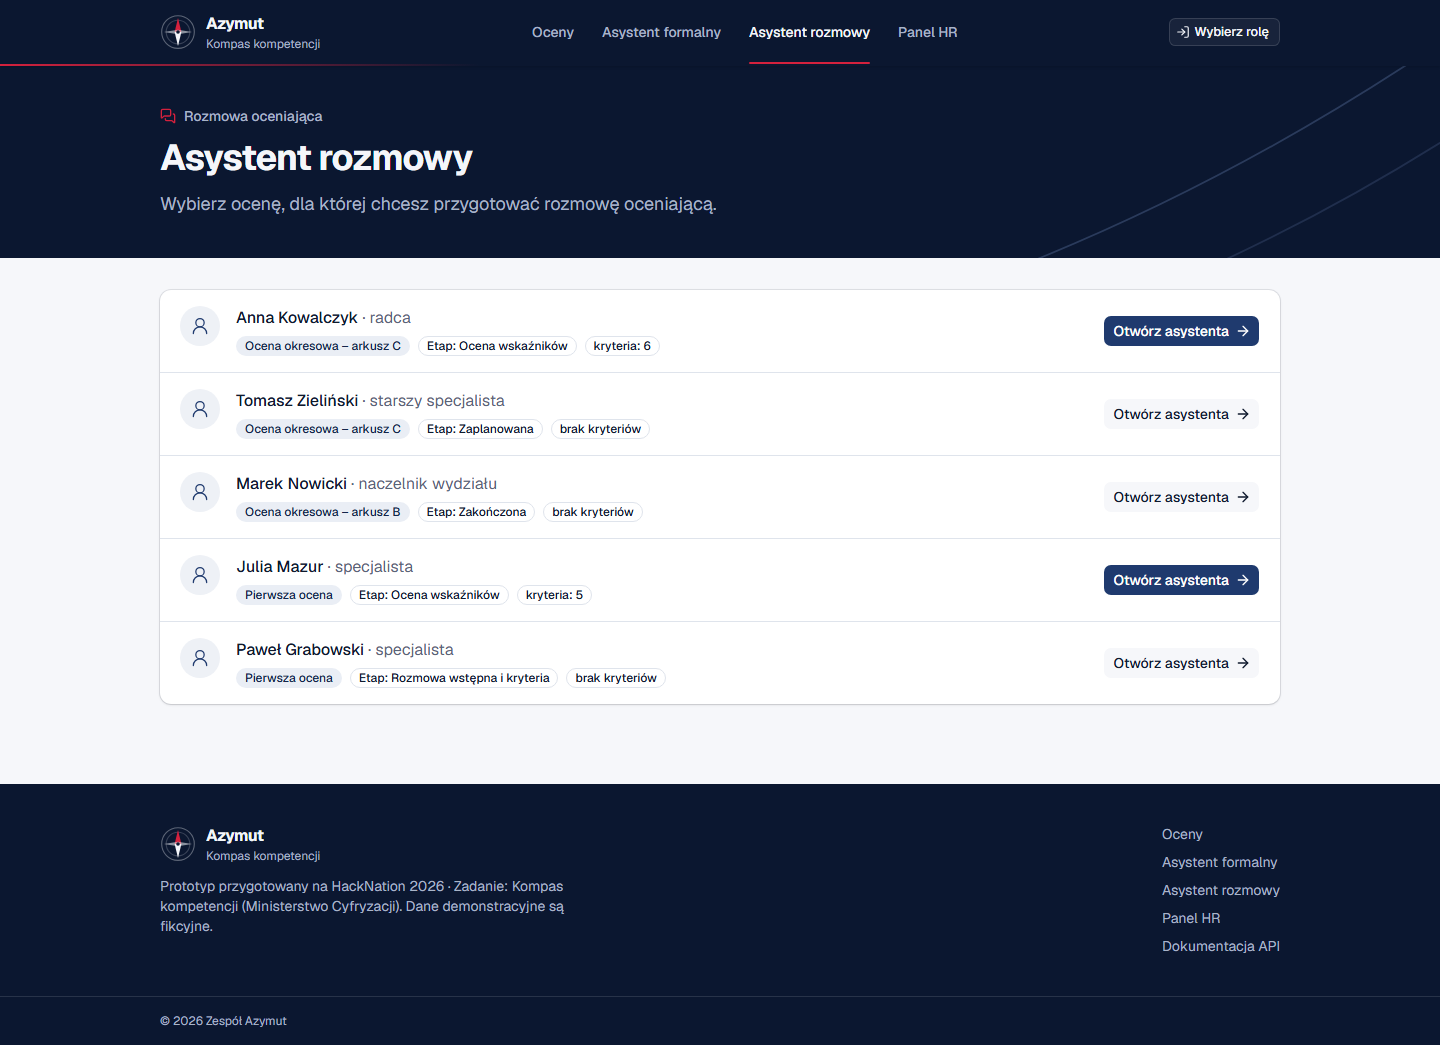 Azymut
Kompas kompetencji
Oceny
Asystent formalny
Asystent rozmowy
Panel HR
Wybierz rolę
Rozmowa oceniająca
Asystent rozmowy
Wybierz ocenę, dla której chcesz przygotować rozmowę oceniającą.
Anna Kowalczyk · radca
Ocena okresowa – arkusz C
Etap: Ocena wskaźników
kryteria: 6
Otwórz asystenta
Tomasz Zieliński · starszy specjalista
Ocena okresowa – arkusz C
Etap: Zaplanowana
brak kryteriów
Otwórz asystenta
Marek Nowicki · naczelnik wydziału
Ocena okresowa – arkusz B
Etap: Zakończona
brak kryteriów
Otwórz asystenta
Julia Mazur · specjalista
Pierwsza ocena
Etap: Ocena wskaźników
kryteria: 5
Otwórz asystenta
Paweł Grabowski · specjalista
Pierwsza ocena
Etap: Rozmowa wstępna i kryteria
brak kryteriów
Otwórz asystenta
Azymut
Kompas kompetencji
Prototyp przygotowany na HackNation 2026 · Zadanie: Kompas
kompetencji (Ministerstwo Cyfryzacji). Dane demonstracyjne są
fikcyjne.
Oceny
Asystent formalny
Asystent rozmowy
Panel HR
Dokumentacja API
© 2026 Zespół Azymut